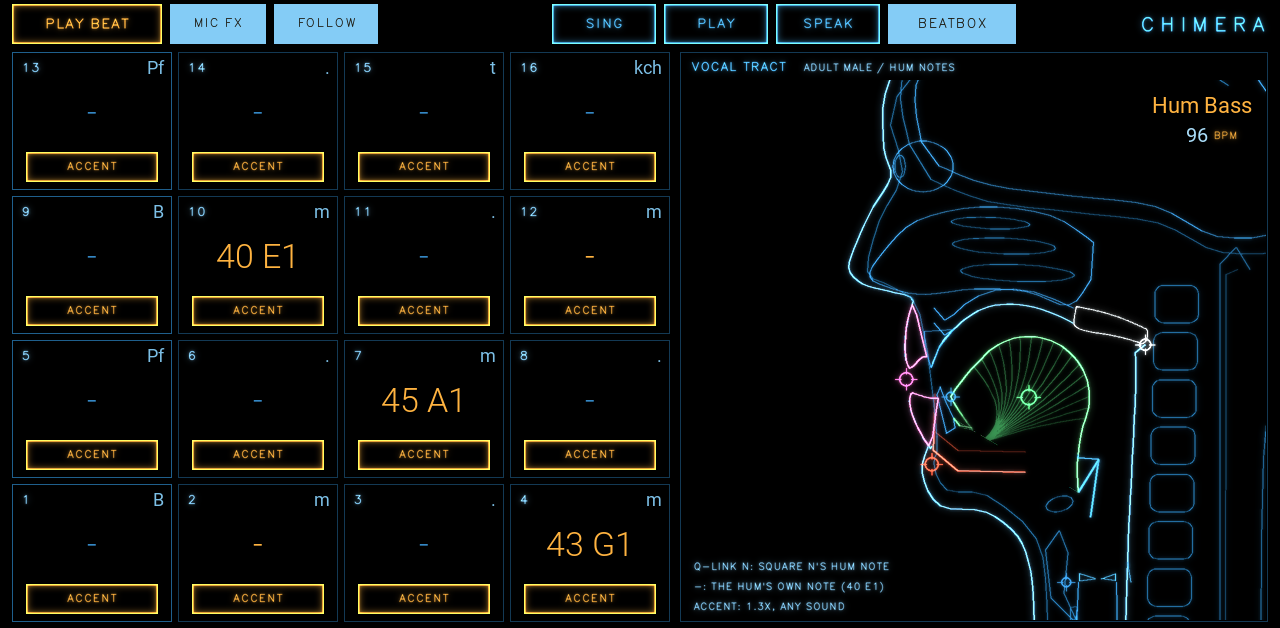 PLAY BEAT
MIC FX
FOLLOW
SING
PLAY
SPEAK
BEATBOX
CHIMERA
13 Pf
–
ACCENT
14 .
–
ACCENT
15 t
–
ACCENT
16 kch
–
ACCENT
9 B
–
ACCENT
10 m
40 E1
ACCENT
11 .
–
ACCENT
12 m
–
ACCENT
5 Pf
–
ACCENT
6 .
–
ACCENT
7 m
45 A1
ACCENT
8 .
–
ACCENT
1 B
–
ACCENT
2 m
–
ACCENT
3 .
–
ACCENT
4 m
43 G1
ACCENT
VOCAL TRACT ADULT MALE / HUM NOTES
Hum Bass
96 BPM
Q-LINK N: SQUARE N'S HUM NOTE
–: THE HUM'S OWN NOTE (40 E1)
ACCENT: 1.3X, ANY SOUND